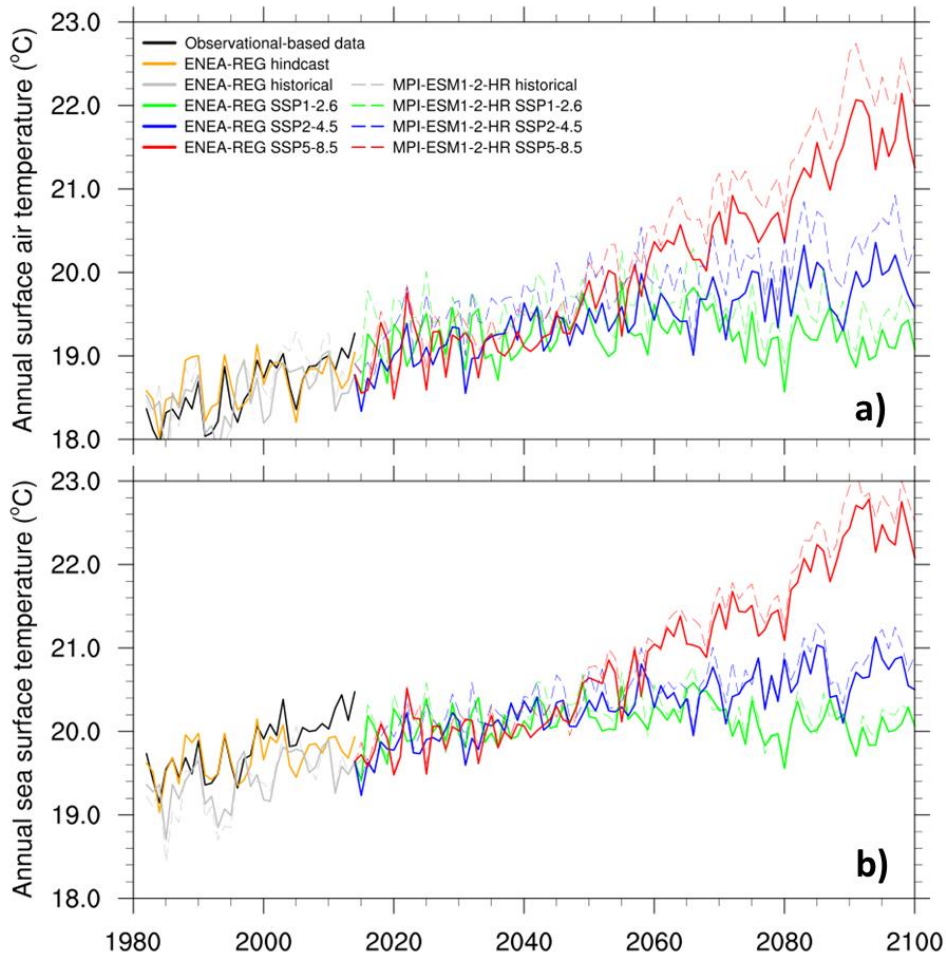 Annual surface air temperature (°C)
23.0
22.0
21.0
20.0
19.0
18.0
Observational-based data
ENEA-REG hindcast
ENEA-REG historical
MPI-ESM1-2-HR historical
ENEA-REG SSP1-2.6
MPI-ESM1-2-HR SSP1-2.6
ENEA-REG SSP2-4.5
MPI-ESM1-2-HR SSP2-4.5
ENEA-REG SSP5-8.5
MPI-ESM1-2-HR SSP5-8.5
a)
Annual sea surface temperature (°C)
23.0
22.0
21.0
20.0
19.0
18.0
b)
1980 2000 2020 2040 2060 2080 2100